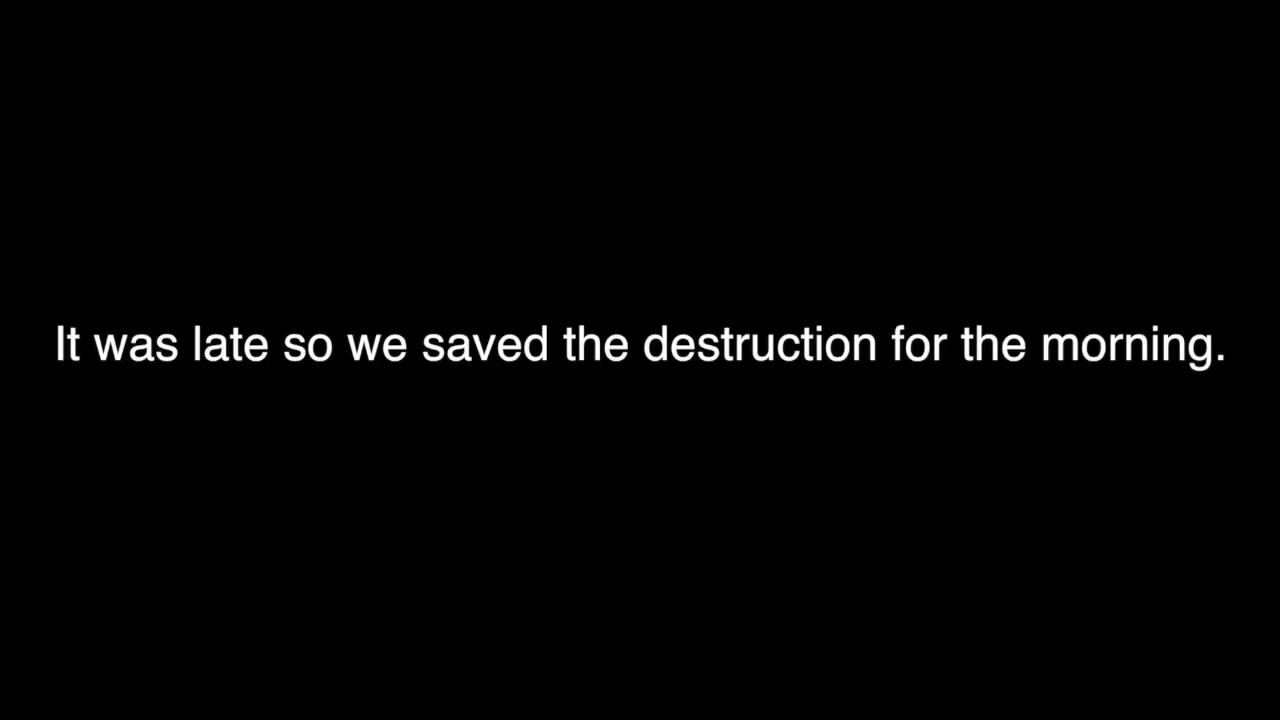 It was late so we saved the destruction for the morning.